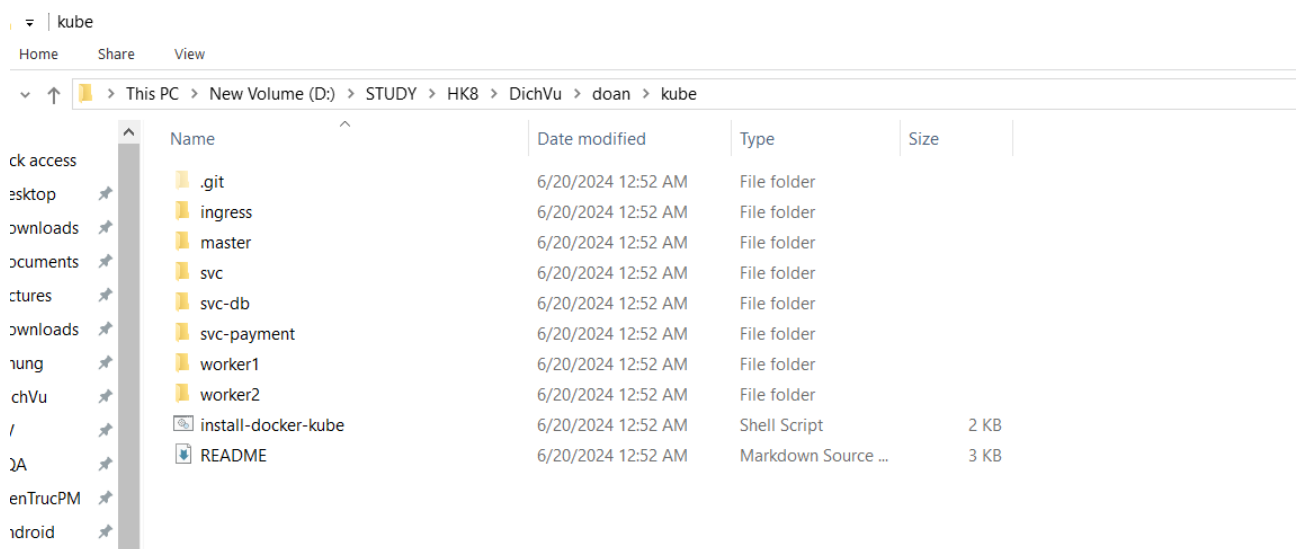 kube
Home Share View
This PC > New Volume (D:) > STUDY > HK8 > DichVu > doan > kube
Name Date modified Type Size
ck access
esktop
ownloads
ocuments
ctures
ownloads
nung
ichVu
QA
enTrucPM
ndroid
.git 6/20/2024 12:52 AM File folder
ingress 6/20/2024 12:52 AM File folder
master 6/20/2024 12:52 AM File folder
svc 6/20/2024 12:52 AM File folder
svc-db 6/20/2024 12:52 AM File folder
svc-payment 6/20/2024 12:52 AM File folder
worker1 6/20/2024 12:52 AM File folder
worker2 6/20/2024 12:52 AM File folder
install-docker-kube 6/20/2024 12:52 AM Shell Script 2 KB
README 6/20/2024 12:52 AM Markdown Source ... 3 KB